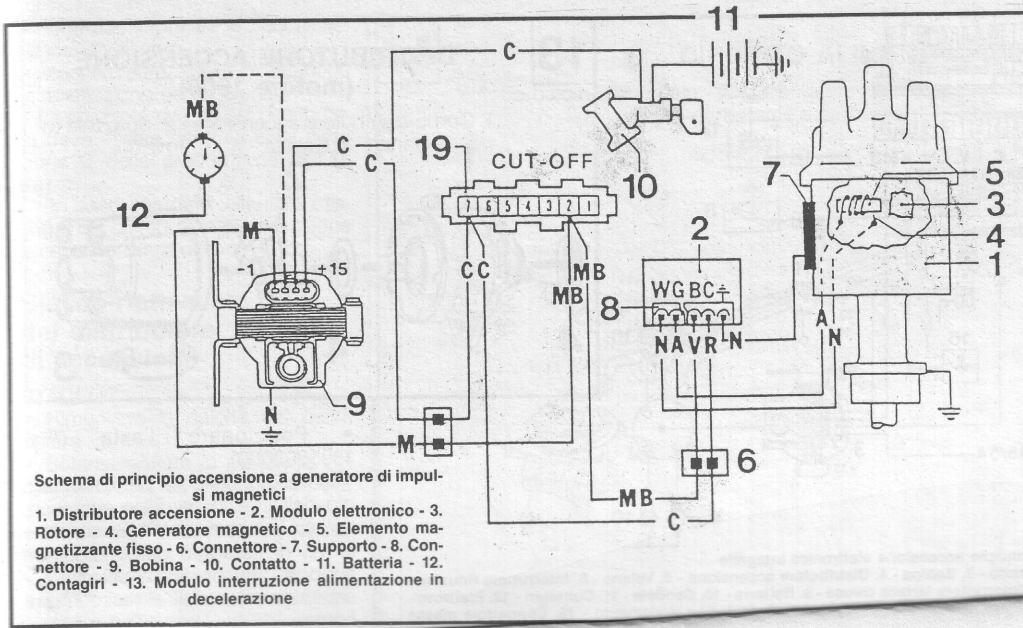 11
C
MB
C
C
19
CUT-OFF
10
7
5
3
4
1
12
M
-1
+15
7 6 5 4 3 2 1
2
CC
MB
MB
8
WGBC
NAVR
N
A
N
9
N
M
6
MB
C
Schema di principio accensione a generatore di impul-
si magnetici
1. Distributore accensione - 2. Modulo elettronico - 3.
Rotore - 4. Generatore magnetico - 5. Elemento ma-
gnetizzante fisso - 6. Connettore - 7. Supporto - 8. Con-
nettore - 9. Bobina - 10. Contatto - 11. Batteria - 12.
Contagiri - 13. Modulo interruzione alimentazione in
decelerazione